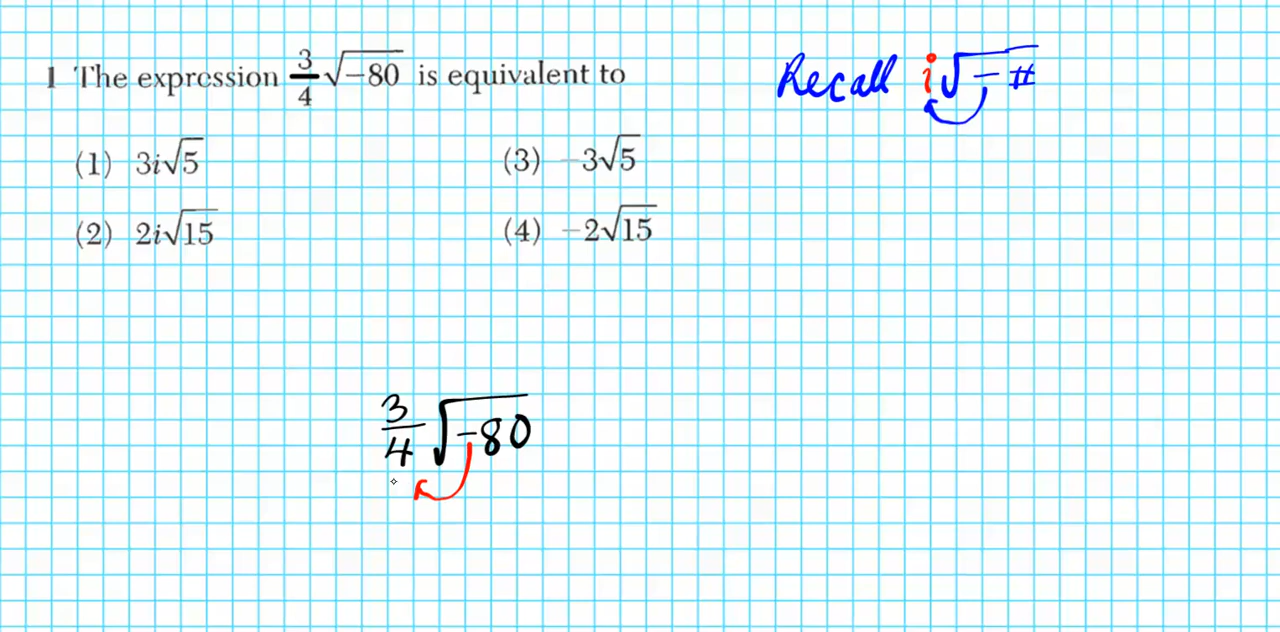 1 The expression 3/4 √-80 is equivalent to
Recall i√-#
(1) 3i√5
(3) -3√5
(2) 2i√15
(4) -2√15
3/4 √-80